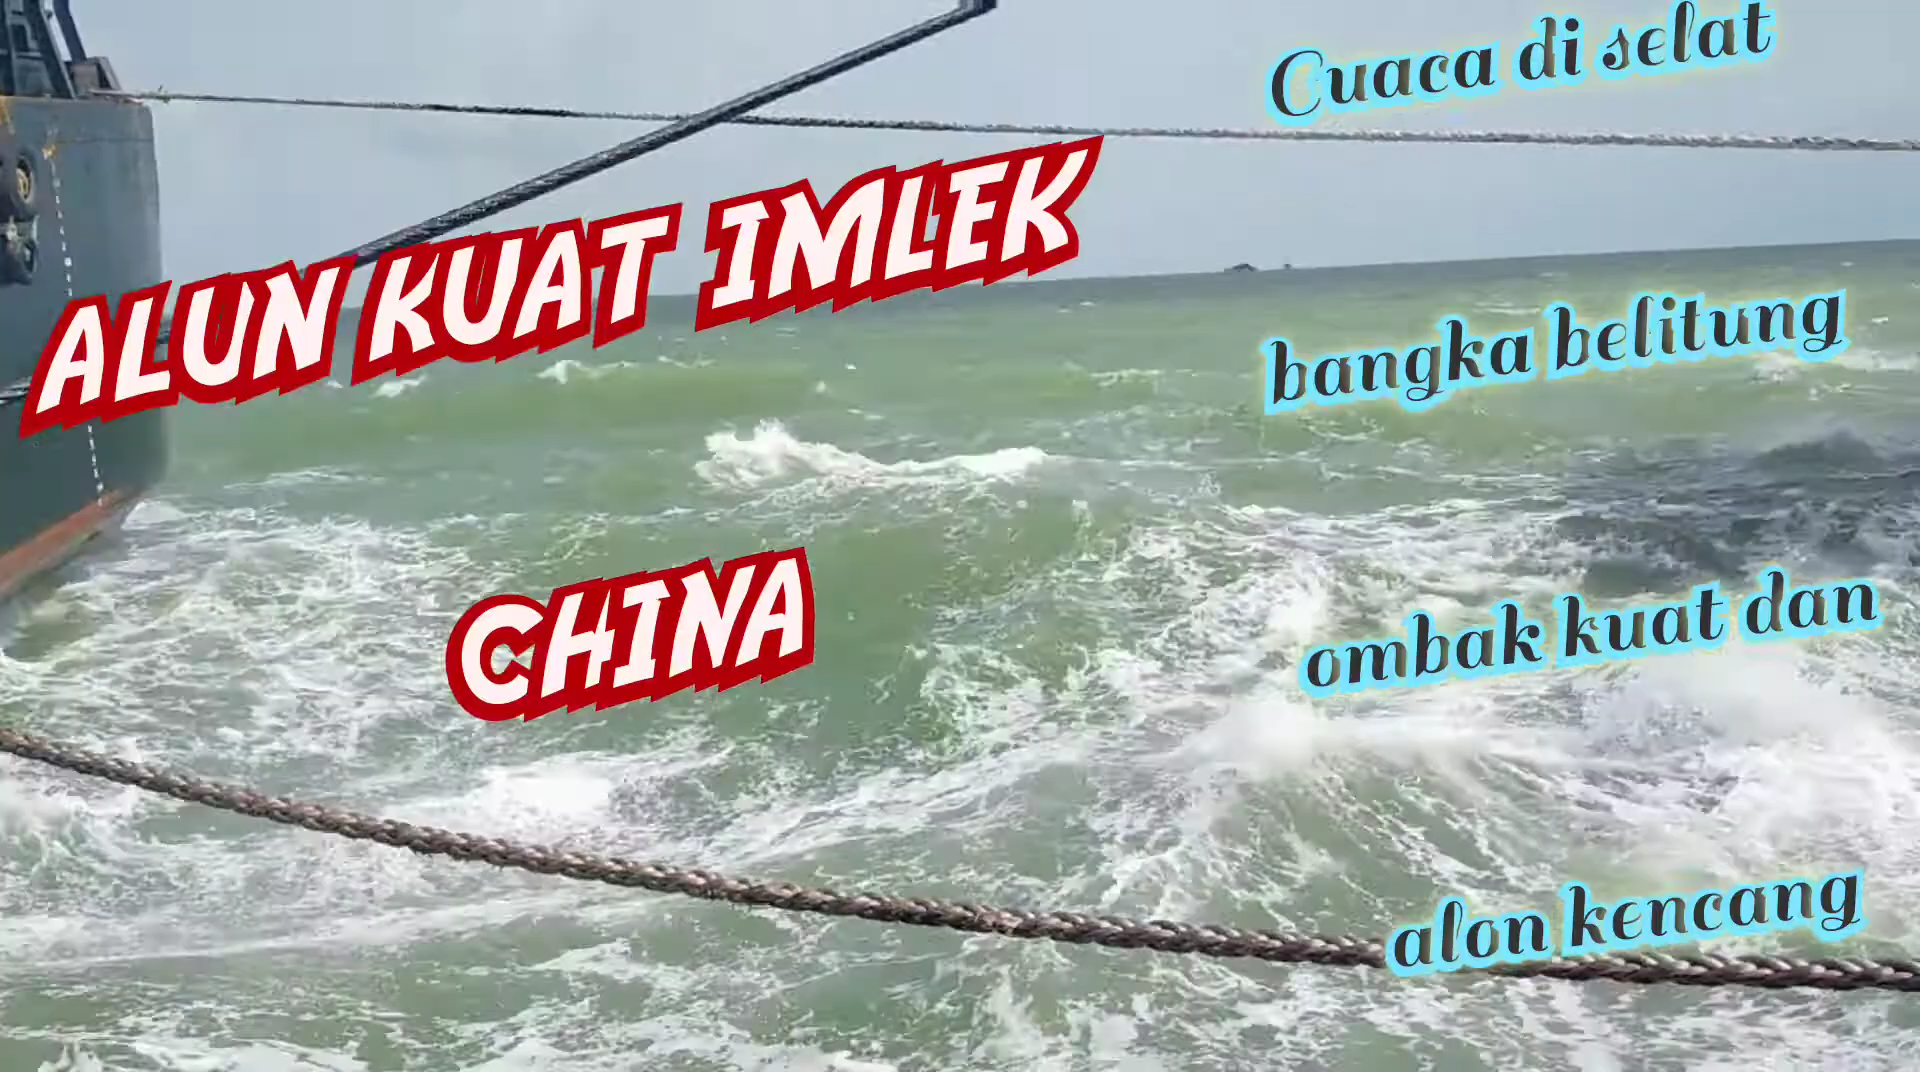 ALUN KUAT IMLEK
CHINA
Cuaca di selat
bangka belitung
ombak kuat dan
alon kencang